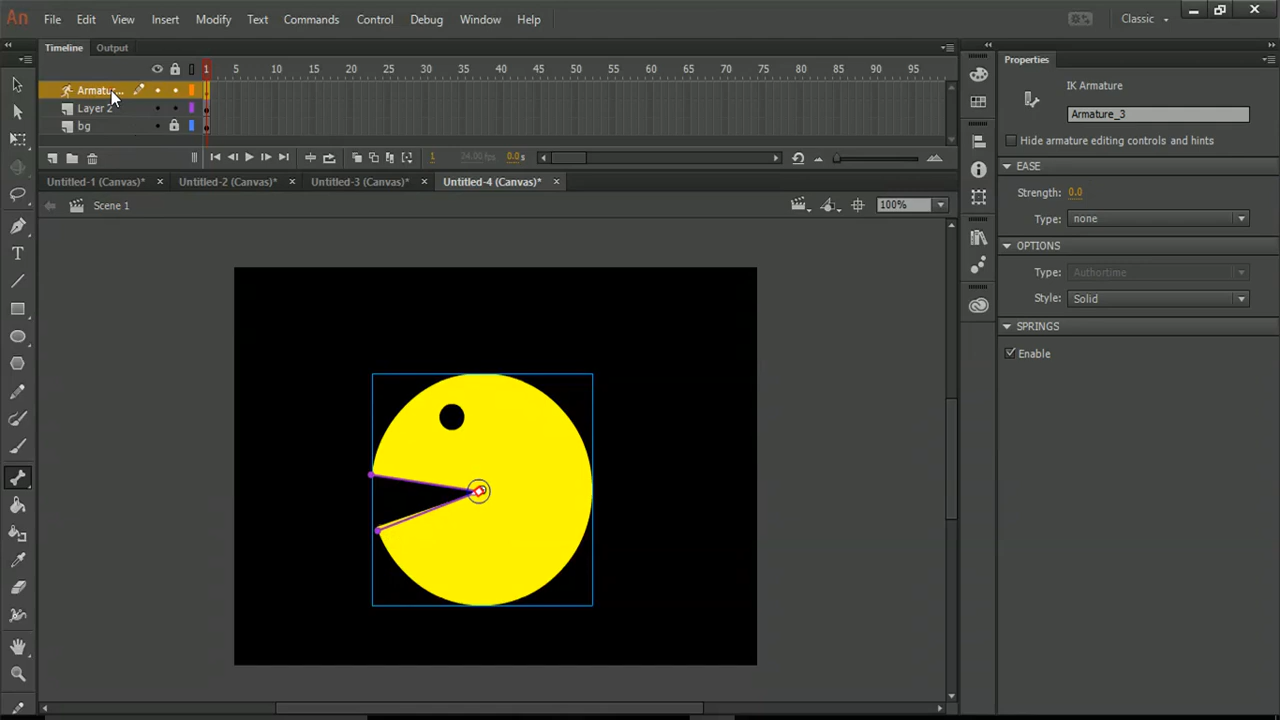 An File Edit View Insert Modify Text Commands Control Debug Window Help Classic
Timeline Output
1 5 10 15 20 25 30 35 40 45 50 55 60 65 70 75 80 85 90 95
Armatur...
Layer 2
bg
1 24.00 fps 0.0 s
Untitled-1 (Canvas)* × Untitled-2 (Canvas)* × Untitled-3 (Canvas)* × Untitled-4 (Canvas)* ×
Scene 1 100%
Properties
IK Armature
Armature_3
Hide armature editing controls and hints
EASE
Strength: 0.0
Type: none
OPTIONS
Type: Authortime
Style: Solid
SPRINGS
Enable